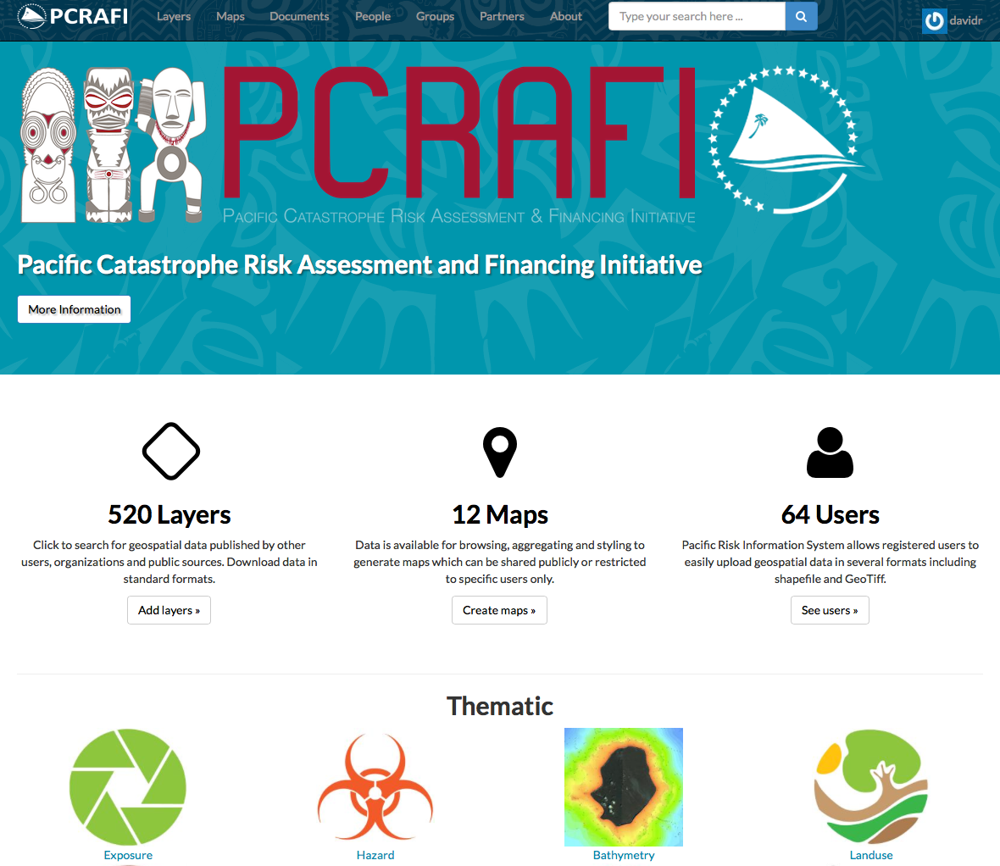 PCRAFI
Layers
Maps
Documents
People
Groups
Partners
About
Type your search here ...
davidr
PCRAFI
Pacific Catastrophe Risk Assessment & Financing Initiative
Pacific Catastrophe Risk Assessment and Financing Initiative
More Information
520 Layers
Click to search for geospatial data published by other
users, organizations and public sources. Download data in
standard formats.
Add layers »
12 Maps
Data is available for browsing, aggregating and styling to
generate maps which can be shared publicly or restricted
to specific users only.
Create maps »
64 Users
Pacific Risk Information System allows registered users to
easily upload geospatial data in several formats including
shapefile and GeoTiff.
See users »
Thematic
Exposure
Hazard
Bathymetry
Landuse